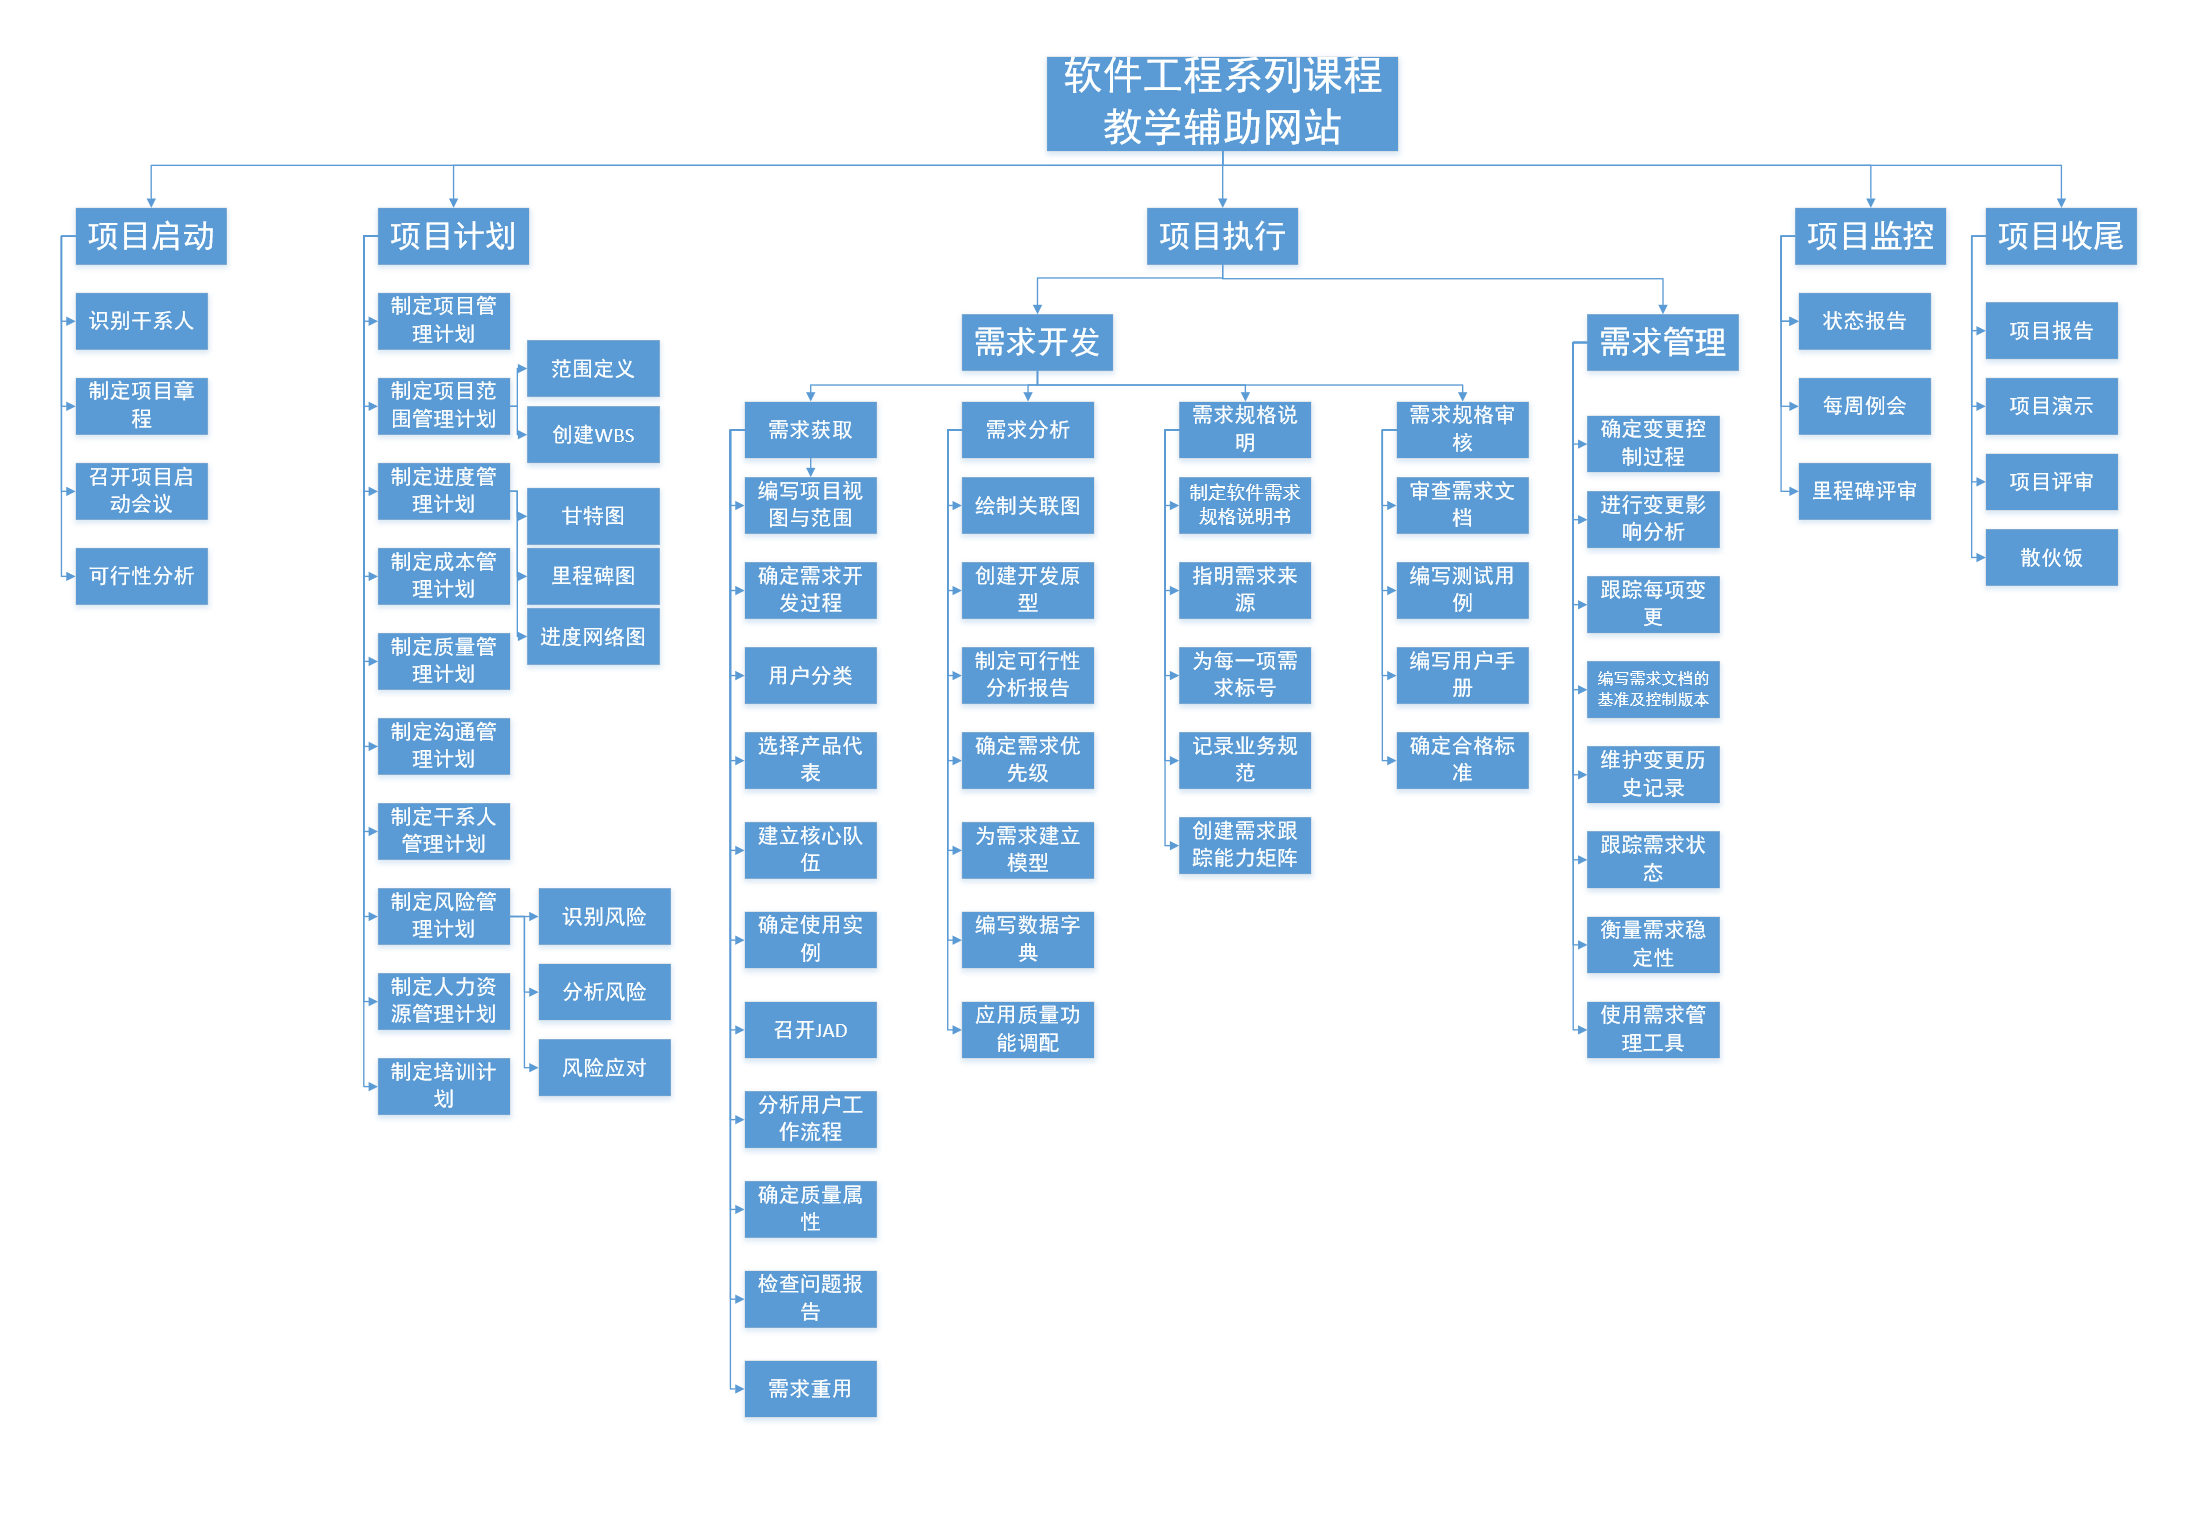 软件工程系列课程
教学辅助网站
项目启动
识别干系人
制定项目章
程
召开项目启
动会议
可行性分析
项目计划
制定项目管
理计划
制定项目范
围管理计划
范围定义
创建WBS
制定进度管
理计划
甘特图
里程碑图
进度网络图
制定成本管
理计划
制定质量管
理计划
制定沟通管
理计划
制定干系人
管理计划
制定风险管
理计划
识别风险
分析风险
风险应对
制定人力资
源管理计划
制定培训计
划
项目执行
需求开发
需求获取
编写项目视
图与范围
确定需求开
发过程
用户分类
选择产品代
表
建立核心队
伍
确定使用实
例
召开JAD
分析用户工
作流程
确定质量属
性
检查问题报
告
需求重用
需求分析
绘制关联图
创建开发原
型
制定可行性
分析报告
确定需求优
先级
为需求建立
模型
编写数据字
典
应用质量功
能调配
需求规格说
明
制定软件需求
规格说明书
指明需求来
源
为每一项需
求标号
记录业务规
范
创建需求跟
踪能力矩阵
需求规格审
核
审查需求文
档
编写测试用
例
编写用户手
册
确定合格标
准
需求管理
确定变更控
制过程
进行变更影
响分析
跟踪每项变
更
编写需求文档的
基准及控制版本
维护变更历
史记录
跟踪需求状
态
衡量需求稳
定性
使用需求管
理工具
项目监控
状态报告
每周例会
里程碑评审
项目收尾
项目报告
项目演示
项目评审
散伙饭